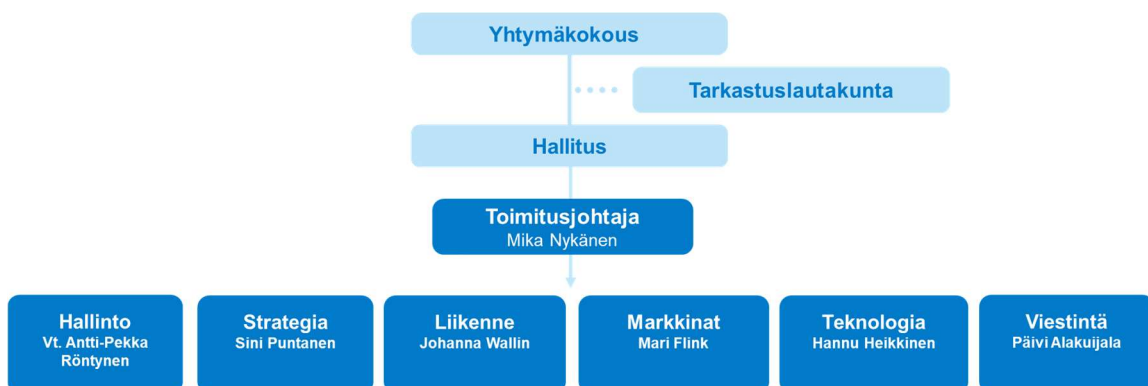 Yhtymäkokous
Tarkastuslautakunta
Hallitus
Toimitusjohtaja
Mika Nykänen
Hallinto
Vt. Antti-Pekka
Röntynen
Strategia
Sini Puntanen
Liikenne
Johanna Wallin
Markkinat
Mari Flink
Teknologia
Hannu Heikkinen
Viestintä
Päivi Alakuijala